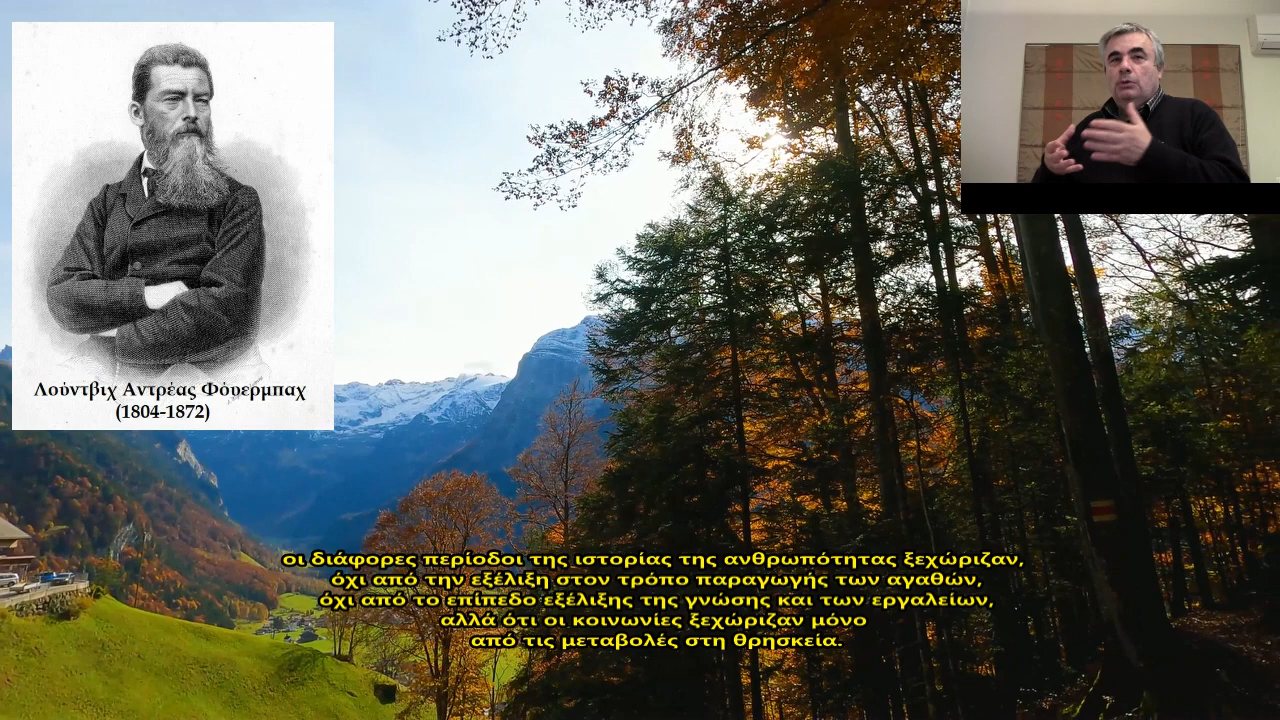 Λούντβιχ Αντρέας Φόυερμπαχ
(1804-1872)
οι διάφορες περίοδοι της ιστορίας της ανθρωπότητας ξεχώριζαν,
όχι από την εξέλιξη στον τρόπο παραγωγής των αγαθών,
όχι από το επίπεδο εξέλιξης της γνώσης και των εργαλείων,
αλλά ότι οι κοινωνίες ξεχώριζαν μόνο
από τις μεταβολές στη θρησκεία.